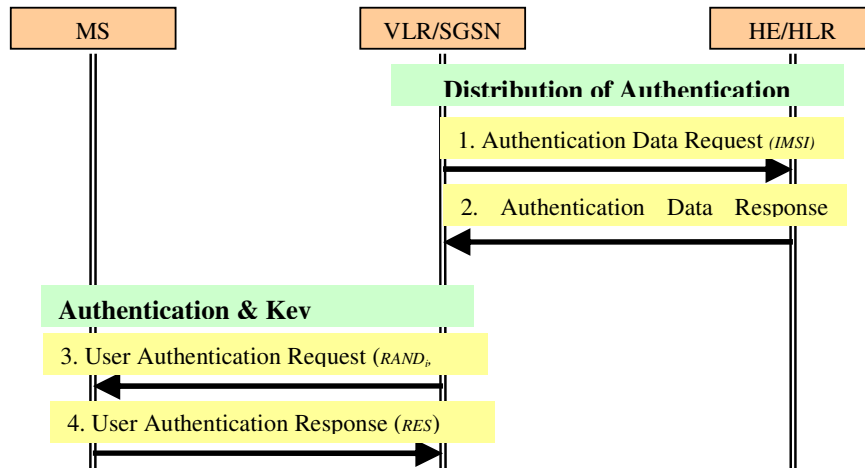 MS VLR/SGSN HE/HLR
Distribution of Authentication
1. Authentication Data Request (IMSI)
2. Authentication Data Response
Authentication & Key
3. User Authentication Request (RANDi,
4. User Authentication Response (RES)